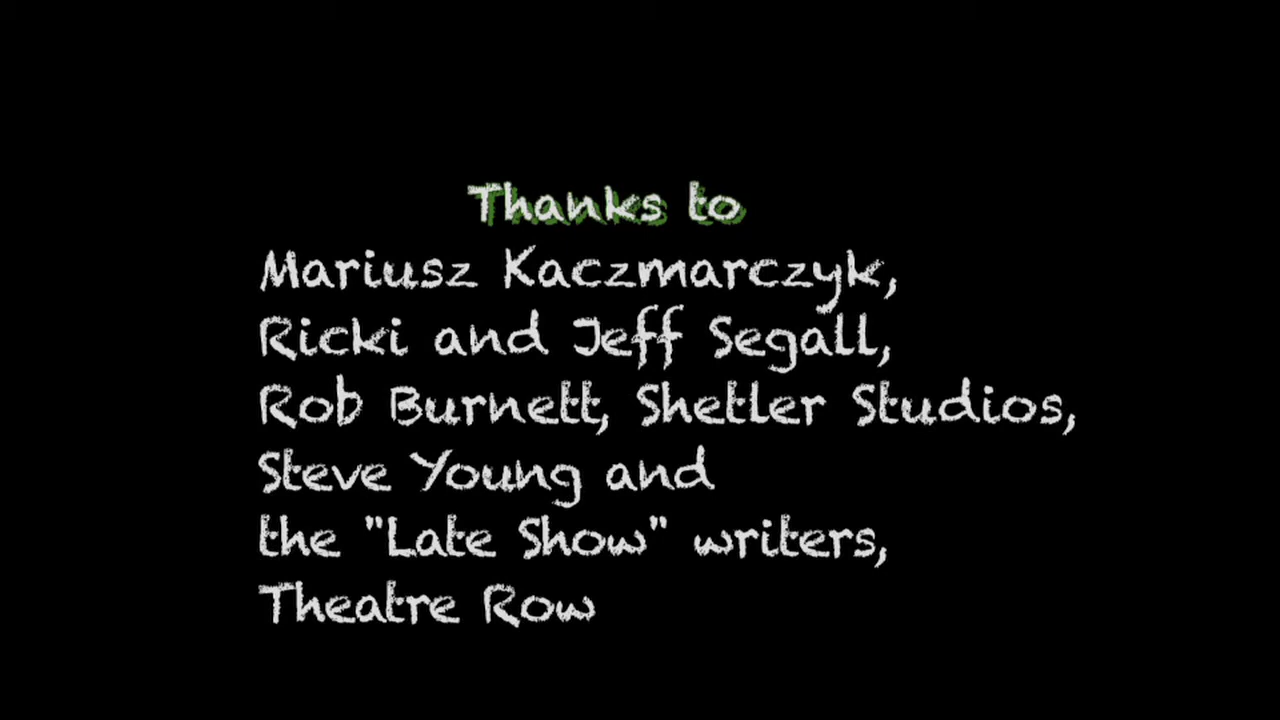 Thanks to
Mariusz Kaczmarczyk,
Ricki and Jeff Segall,
Rob Burnett, Shetler Studios,
Steve Young and
the "Late Show" writers,
Theatre Row